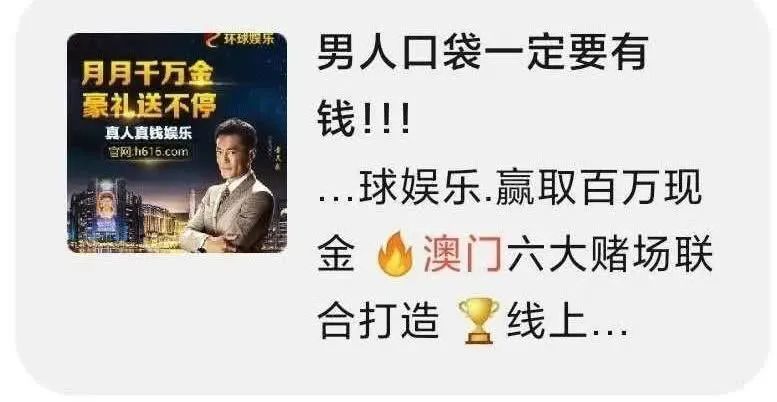 环球娱乐
月月千万金
豪礼送不停
真人真钱娱乐
官网:h616.com
男人口袋一定要有
钱!!!
...球娱乐.赢取百万现
金 🔥澳门六大赌场联
合打造 🏆线上...